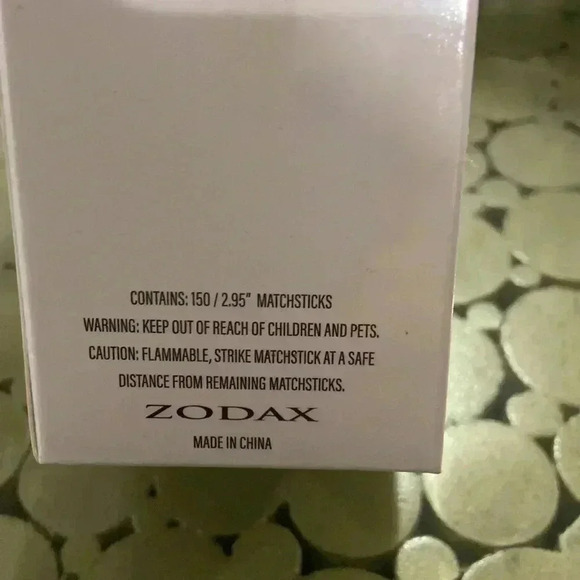 CONTAINS: 150 / 2.95" MATCHSTICKS
WARNING: KEEP OUT OF REACH OF CHILDREN AND PETS.
CAUTION: FLAMMABLE, STRIKE MATCHSTICK AT A SAFE
DISTANCE FROM REMAINING MATCHSTICKS.
ZODAX
MADE IN CHINA